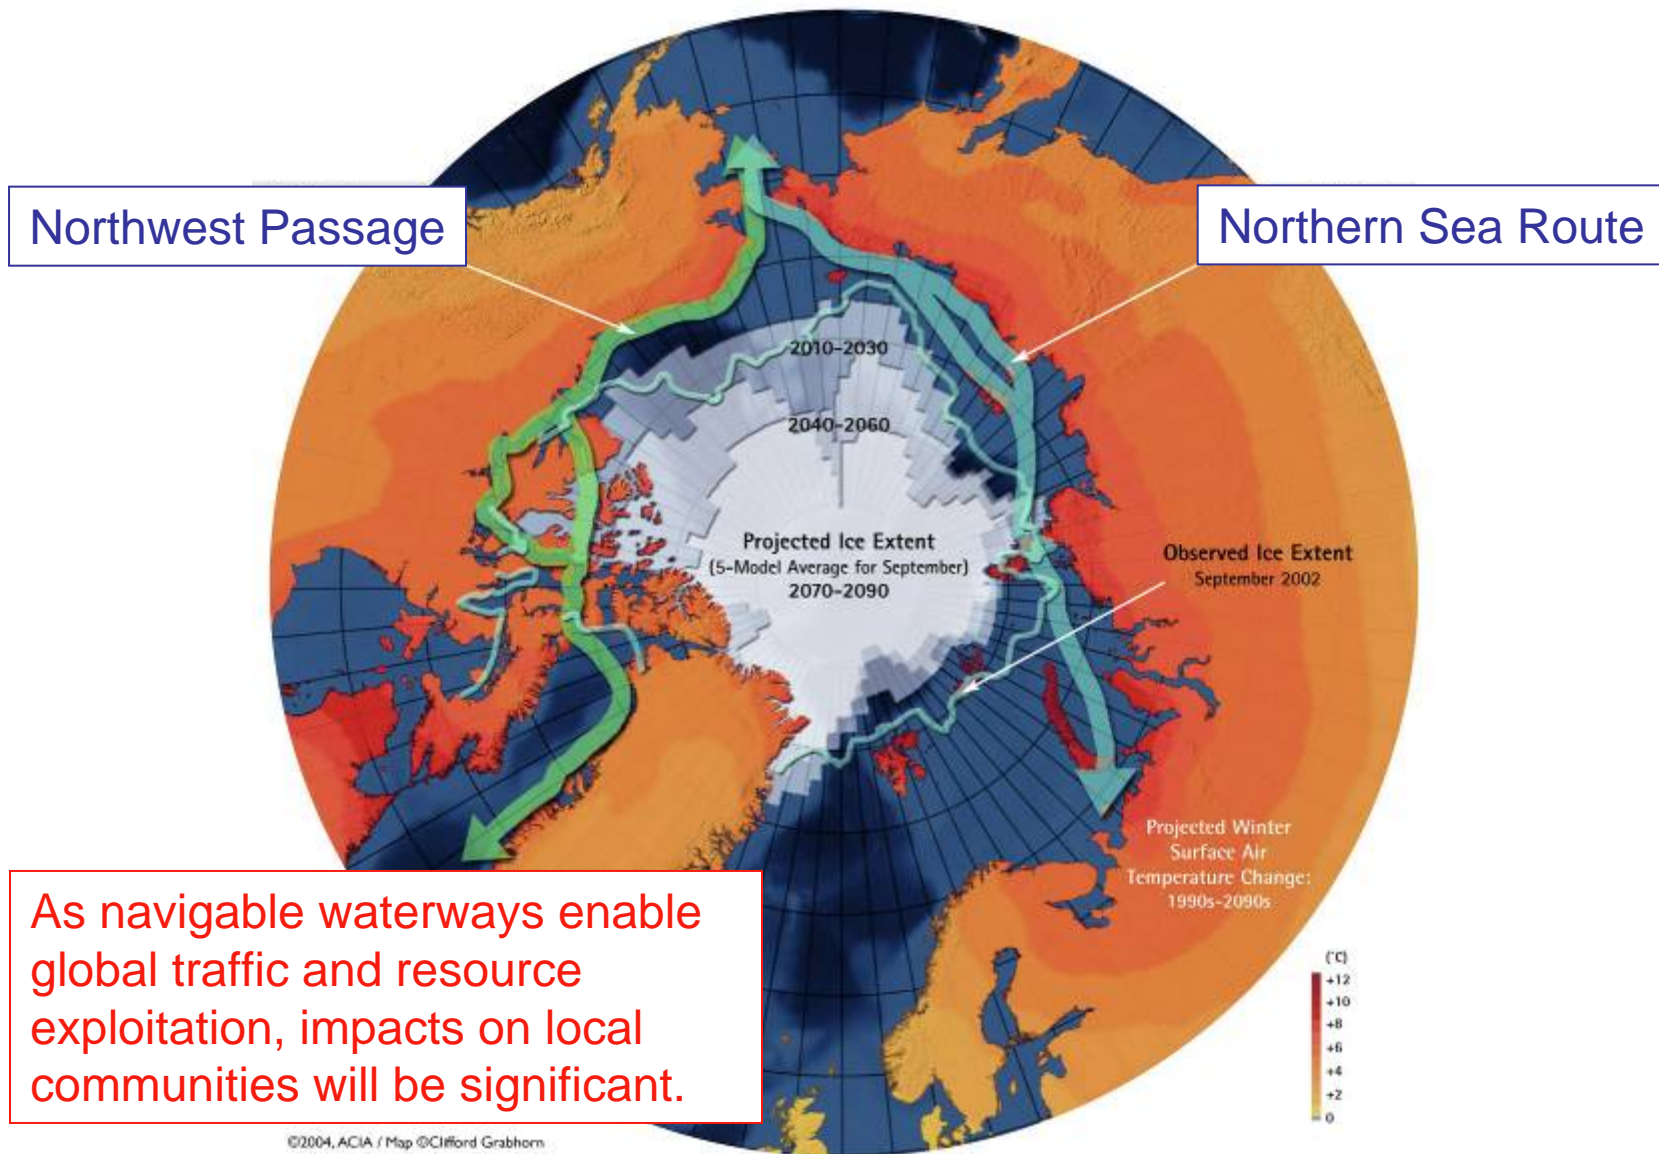 Northwest Passage
Northern Sea Route
2010-2030
2040-2060
Projected Ice Extent
(5-Model Average for September)
2070-2090
Observed Ice Extent
September 2002
Projected Winter
Surface Air
Temperature Change:
1990s-2090s
(°C)
+12
+10
+8
+6
+4
+2
0
As navigable waterways enable
global traffic and resource
exploitation, impacts on local
communities will be significant.
©2004, ACIA / Map ©Clifford Grabhorn